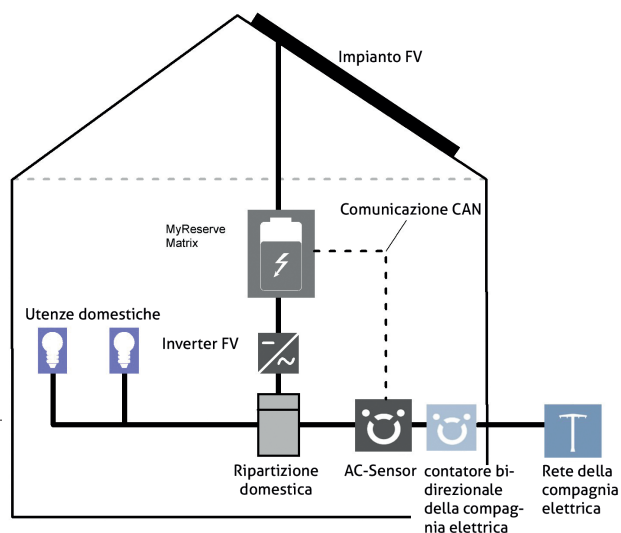 Impianto FV
Comunicazione CAN
MyReserve
Matrix
Utenze domestiche
Inverter FV
Ripartizione
domestica
AC-Sensor
contatore bi-
direzionale
della compag-
nia elettrica
Rete della
compagnia
elettrica